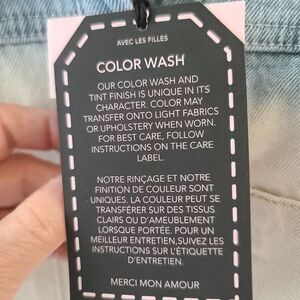 AVEC LES FILLES
COLOR WASH
OUR COLOR WASH AND
TINT FINISH IS UNIQUE IN ITS
CHARACTER. COLOR MAY
TRANSFER ONTO LIGHT FABRICS
OR UPHOLSTERY WHEN WORN.
FOR BEST CARE, FOLLOW
INSTRUCTIONS ON THE CARE
LABEL.
NOTRE RINÇAGE ET NOTRE
FINITION DE COULEUR SONT
UNIQUES. LA COULEUR PEUT SE
TRANSFÉRER SUR DES TISSUS
CLAIRS OU D'AMEUBLEMENT
LORSQUE PORTÉE. POUR UN
MEILLEUR ENTRETIEN,SUIVEZ LES
INSTRUCTIONS SUR L'ÉTIQUETTE
D'ENTRETIEN.
MERCI MON AMOUR